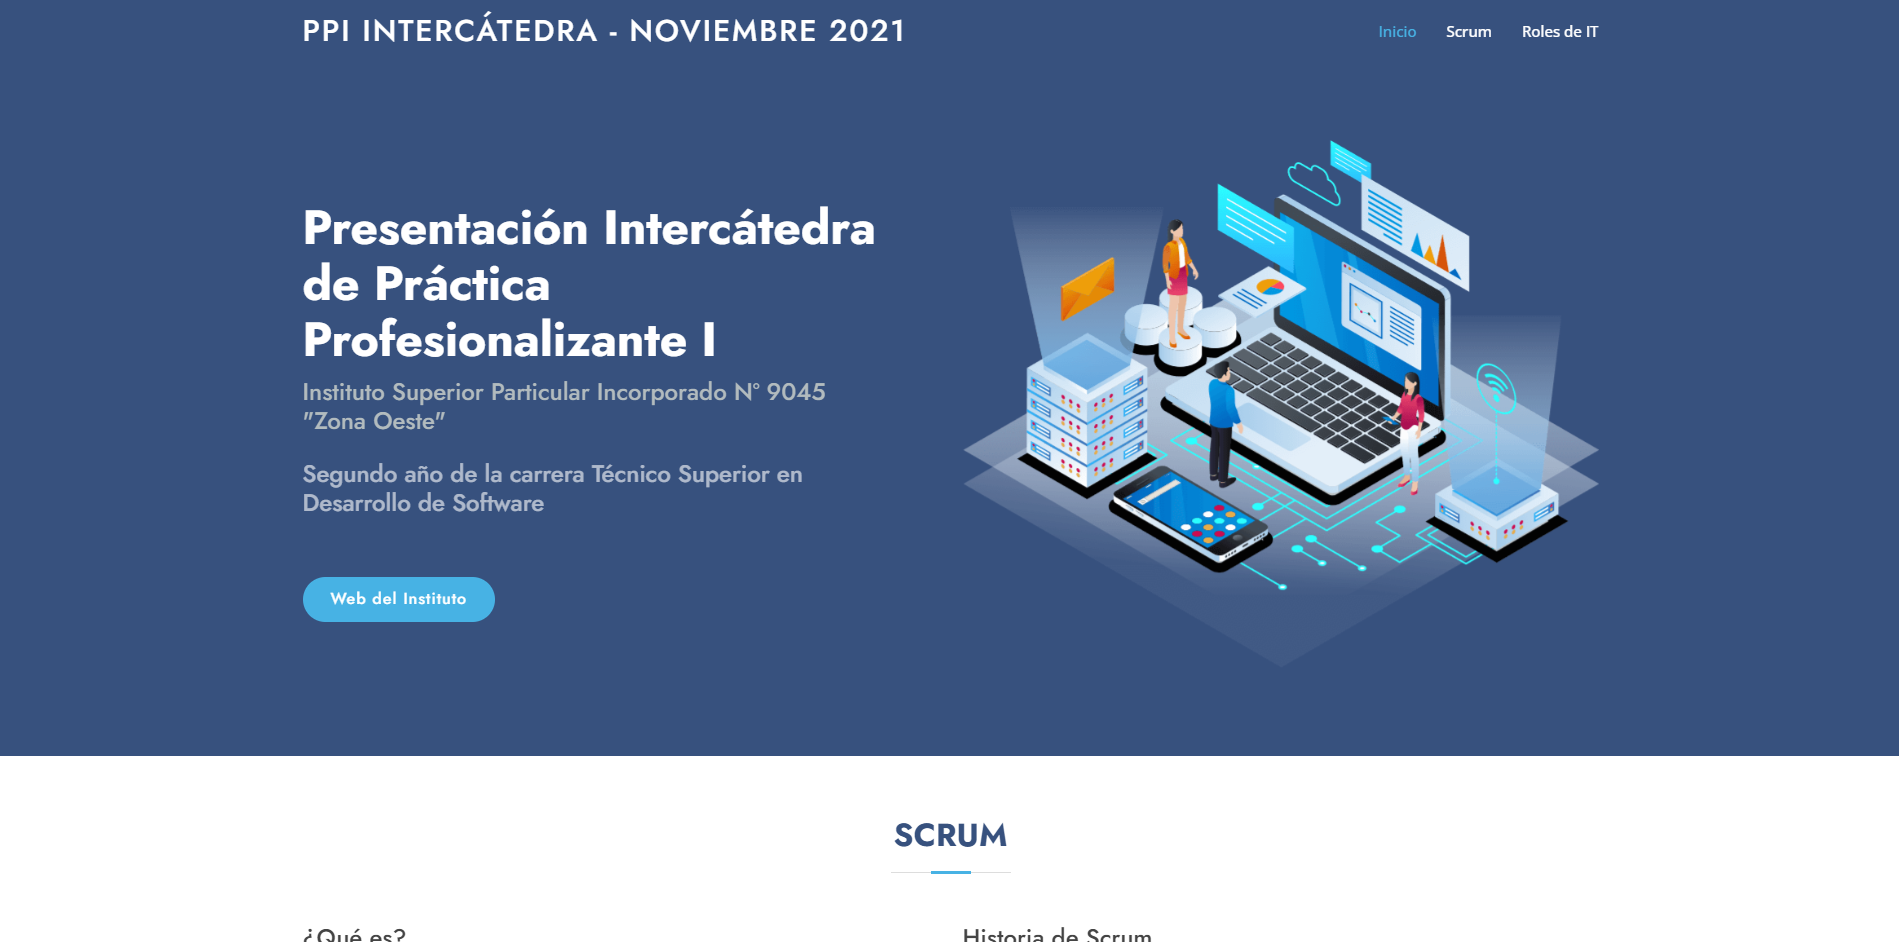 PPI INTERCÁTEDRA - NOVIEMBRE 2021
Inicio
Scrum
Roles de IT
Presentación Intercátedra
de Práctica
Profesionalizante I
Instituto Superior Particular Incorporado N° 9045
"Zona Oeste"
Segundo año de la carrera Técnico Superior en
Desarrollo de Software
Web del Instituto
SCRUM
¿Qué es?
Historia de Scrum